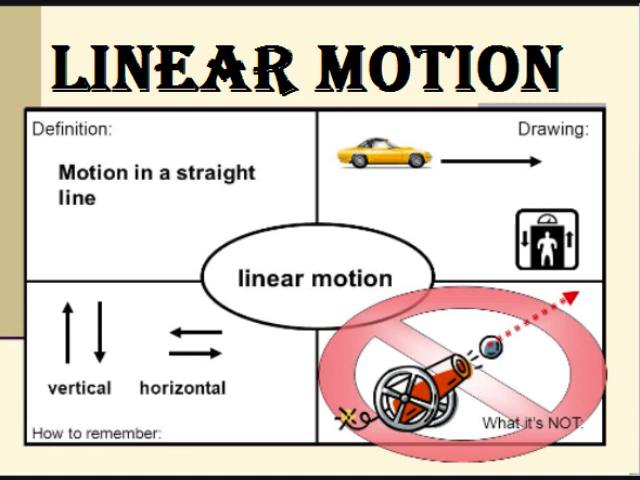 LINEAR MOTION
Definition:
Motion in a straight
line
Drawing:
linear motion
vertical
horizontal
How to remember:
What it's NOT: